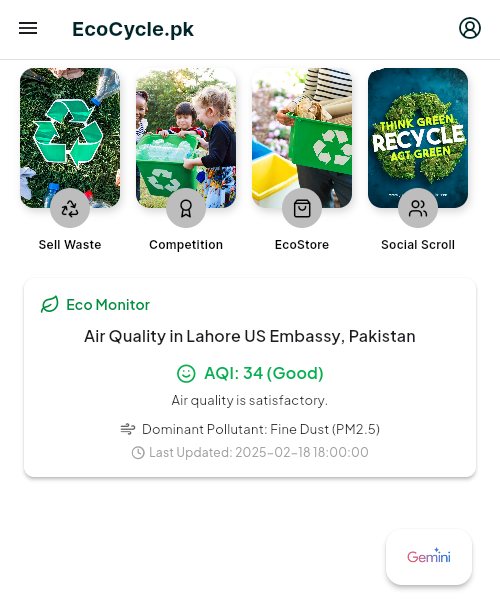 EcoCycle.pk
THINK GREEN
RECYCLE
ACT GREEN
Sell Waste
Competition
EcoStore
Social Scroll
Eco Monitor
Air Quality in Lahore US Embassy, Pakistan
AQI: 34 (Good)
Air quality is satisfactory.
Dominant Pollutant: Fine Dust (PM2.5)
Last Updated: 2025-02-18 18:00:00
Gemini